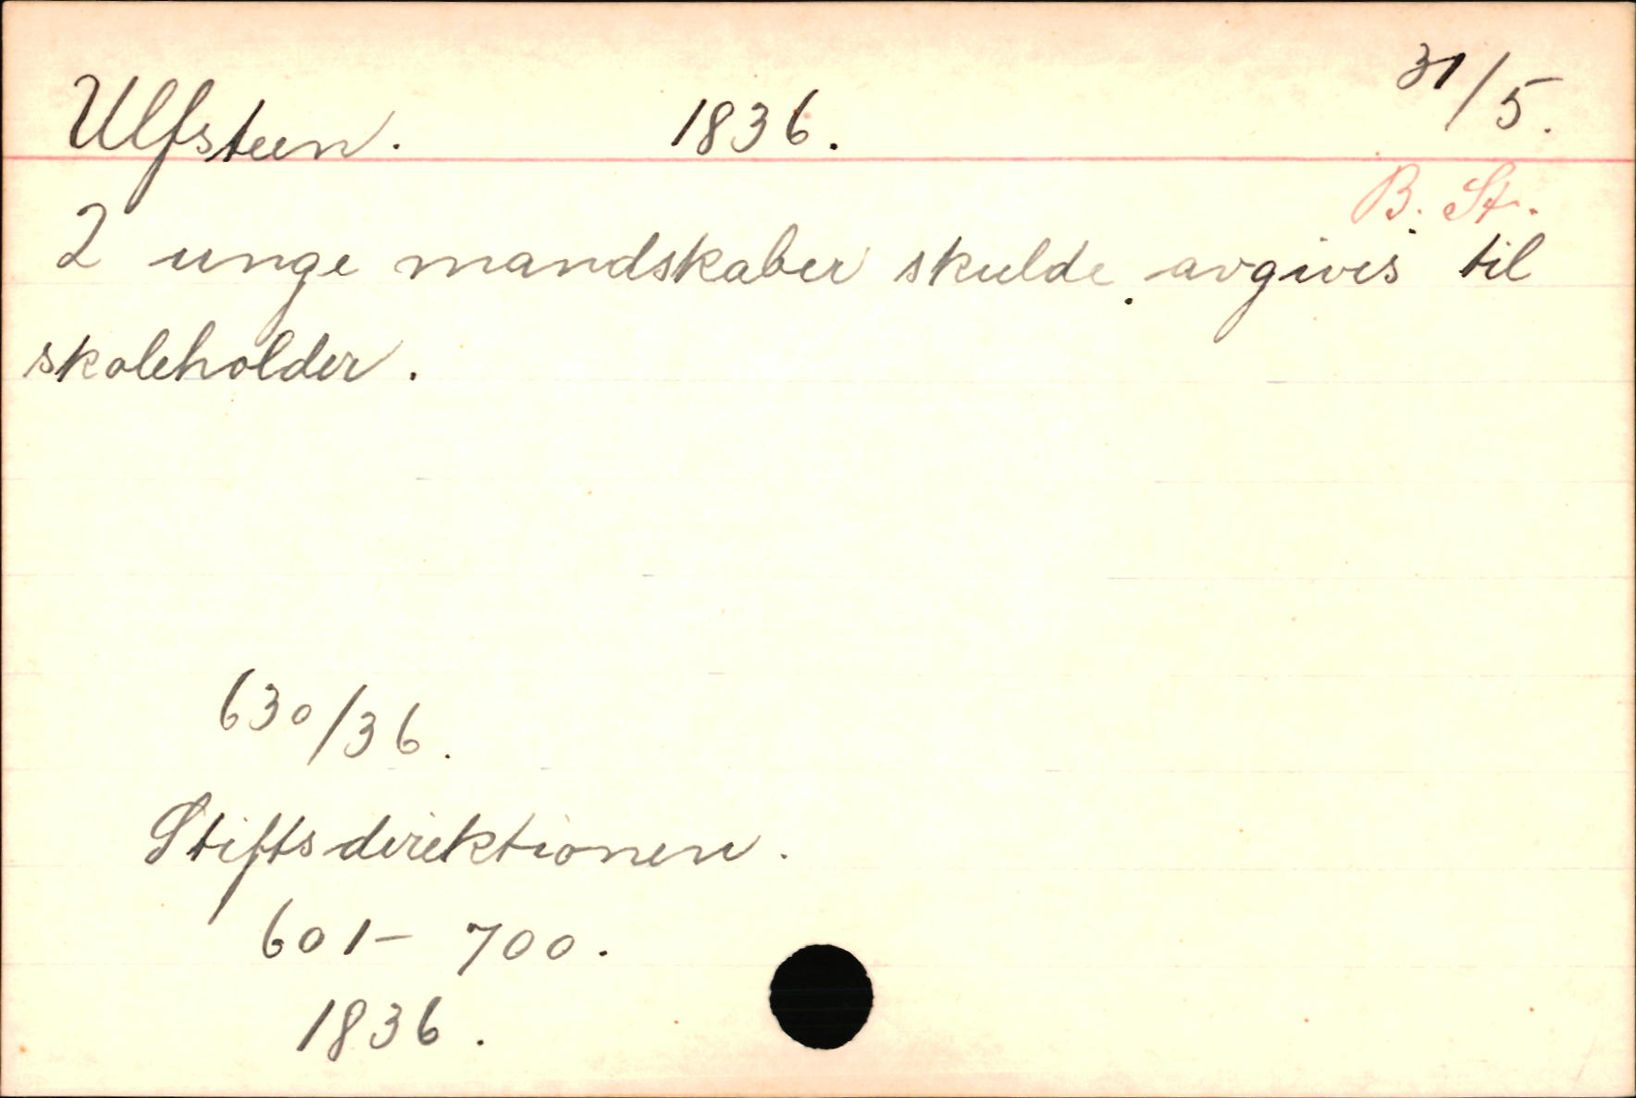 Ulfsteen. 1836. 31/5.
B. St.
2 unge mandskaber skulde avgives til
skoleholder.
630/36.
Stiftsdirektionen.
601 - 700.
1836.